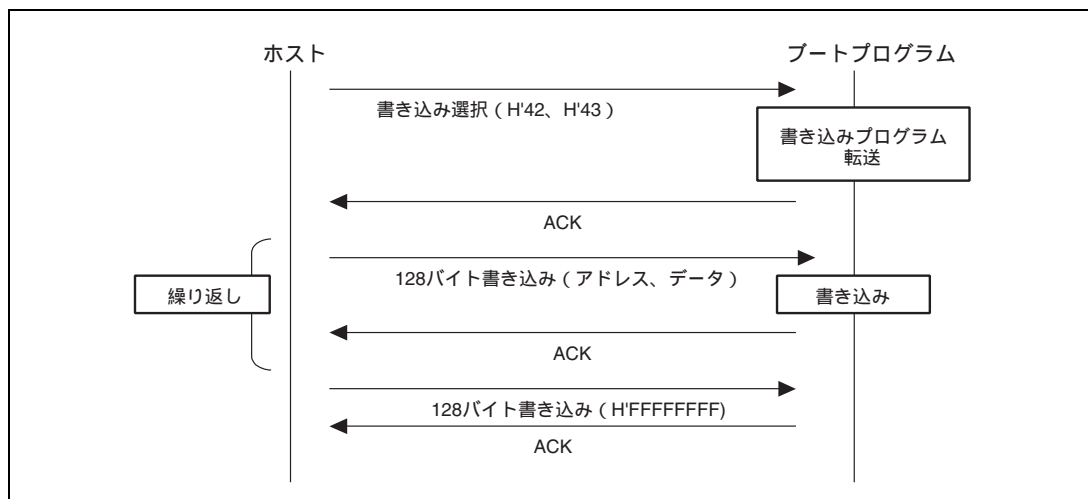 ホスト
ブートプログラム
書き込み選択（H'42、H'43）
書き込みプログラム
転送
ACK
128バイト書き込み（アドレス、データ）
繰り返し
書き込み
ACK
128バイト書き込み（H'FFFFFFFF)
ACK